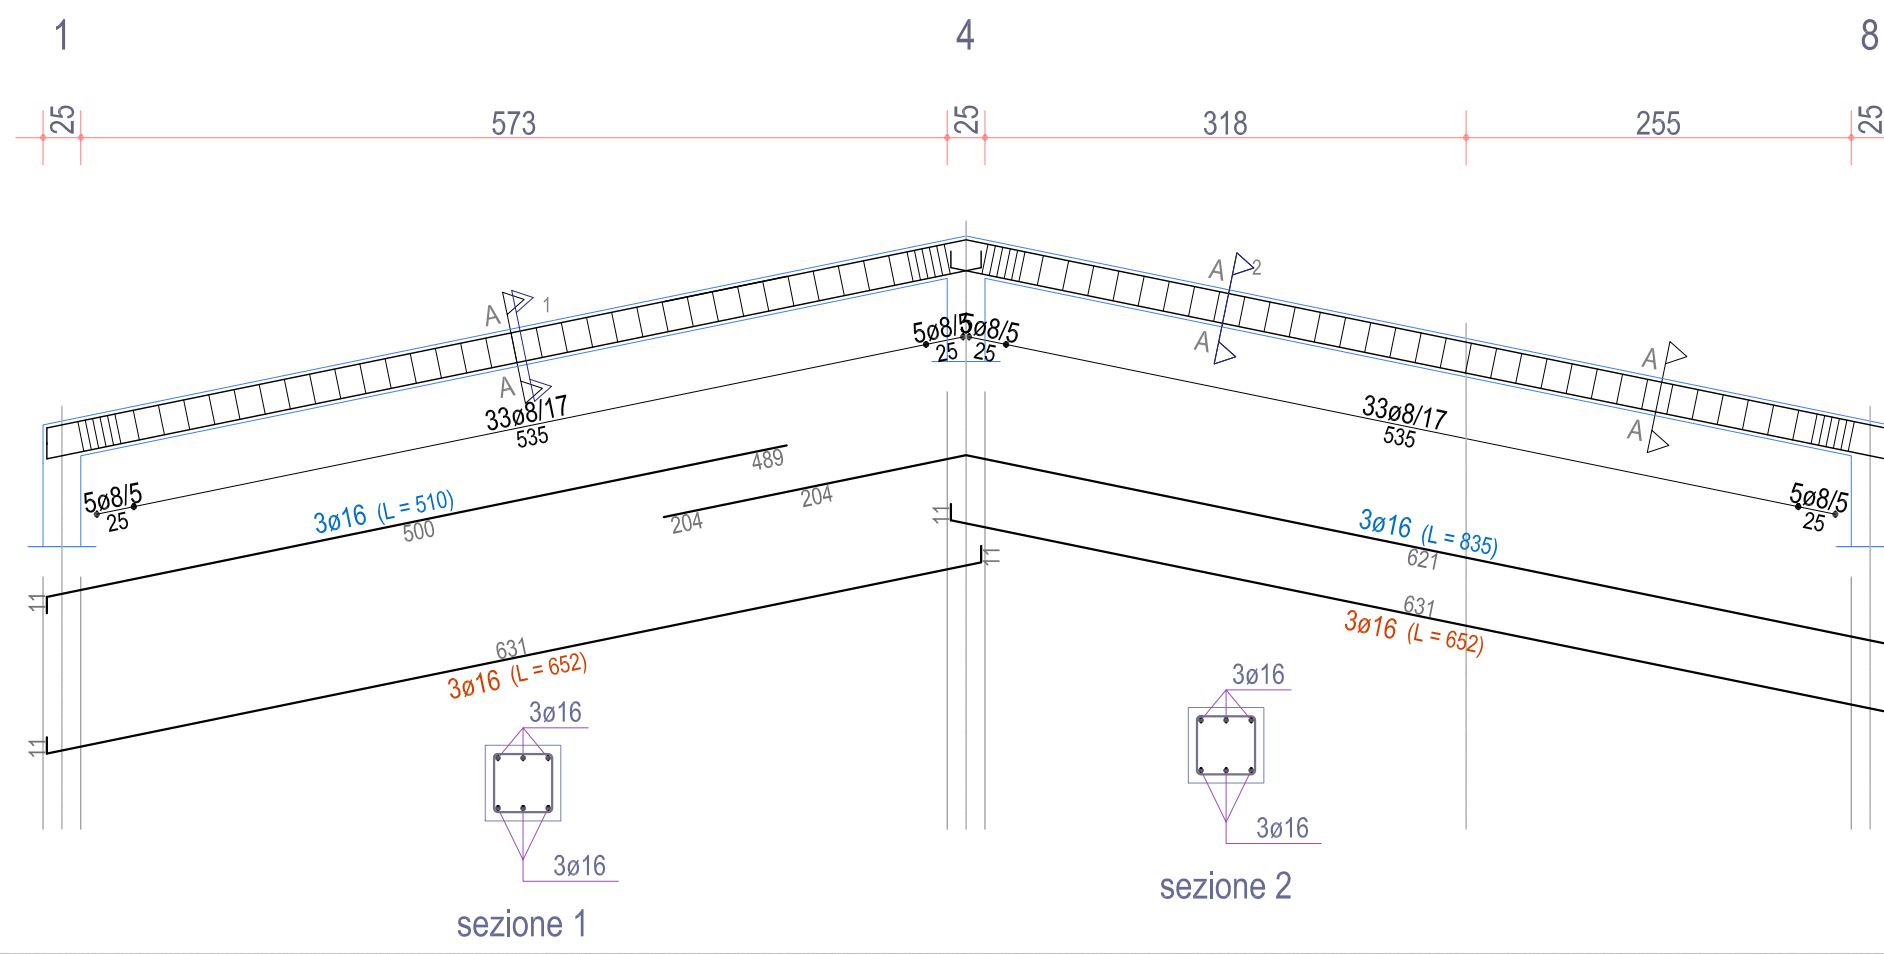 1 4 8
25 573 25 318 255 25
A 1
A
A 2
A
A
A
5ø8/5 33ø8/17 5ø8/5
25 535 25
5ø8/5 33ø8/17 5ø8/5
25 535 25
489
3ø16 (L = 510)
500
11
204
204
3ø16 (L = 835)
621
11
11
631
3ø16 (L = 652)
11
631
3ø16 (L = 652)
3ø16
3ø16
sezione 1
3ø16
3ø16
sezione 2